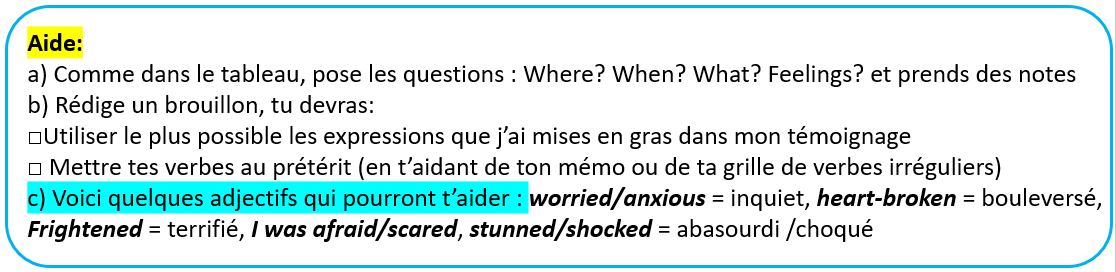 Aide:
a) Comme dans le tableau, pose les questions : Where? When? What? Feelings? et prends des notes
b) Rédige un brouillon, tu devras:
□Utiliser le plus possible les expressions que j’ai mises en gras dans mon témoignage
□ Mettre tes verbes au prétérit (en t’aidant de ton mémo ou de ta grille de verbes irréguliers)
c) Voici quelques adjectifs qui pourront t’aider : worried/anxious = inquiet, heart-broken = bouleversé,
Frightened = terrifié, I was afraid/scared, stunned/shocked = abasourdi /choqué